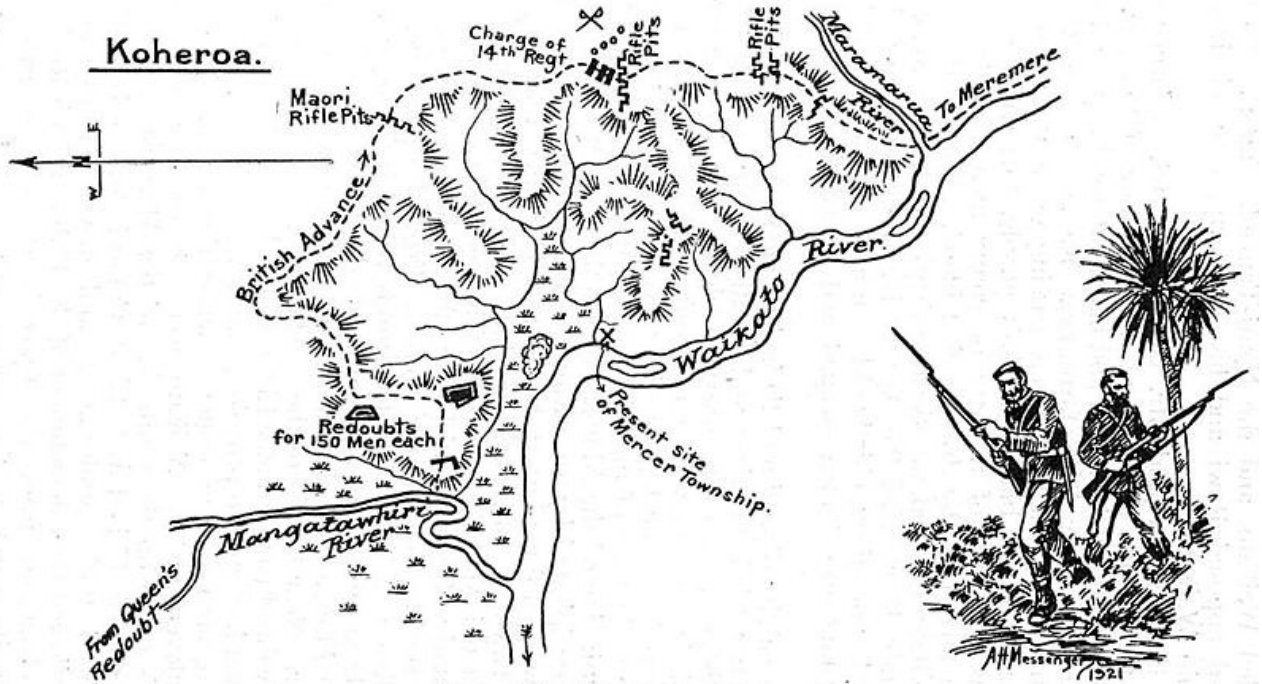 Koheroa.
Charge of
14th Regt
Rifle
Pits
Rifle
Pits
Maramarua
River
To Meremere
Maori
Rifle Pits
E
N
W
British Advance
Waikato River.
Redoubts
for 150 Men each
Present site
of Mercer Township.
Mangatawhiri
River
From Queen's
Redoubt
A H Messenger
1921